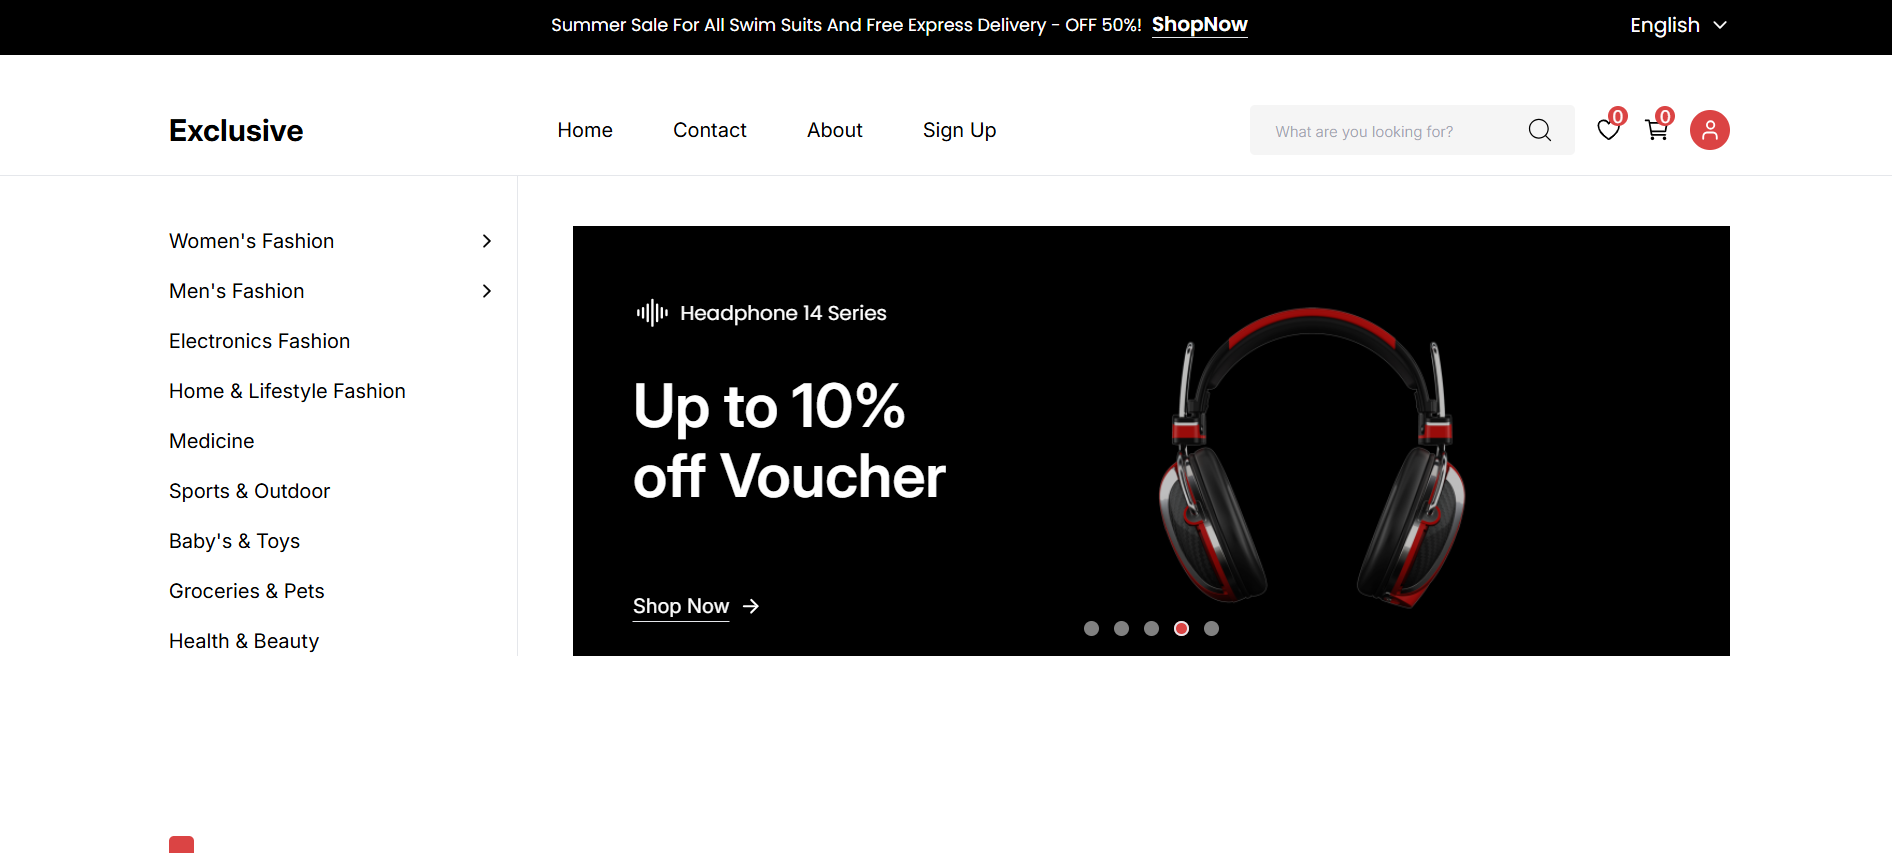 Summer Sale For All Swim Suits And Free Express Delivery - OFF 50%! ShopNow
English
Exclusive
Home
Contact
About
Sign Up
What are you looking for?
0
0
Women's Fashion
Men's Fashion
Electronics Fashion
Home & Lifestyle Fashion
Medicine
Sports & Outdoor
Baby's & Toys
Groceries & Pets
Health & Beauty
Headphone 14 Series
Up to 10%
off Voucher
Shop Now